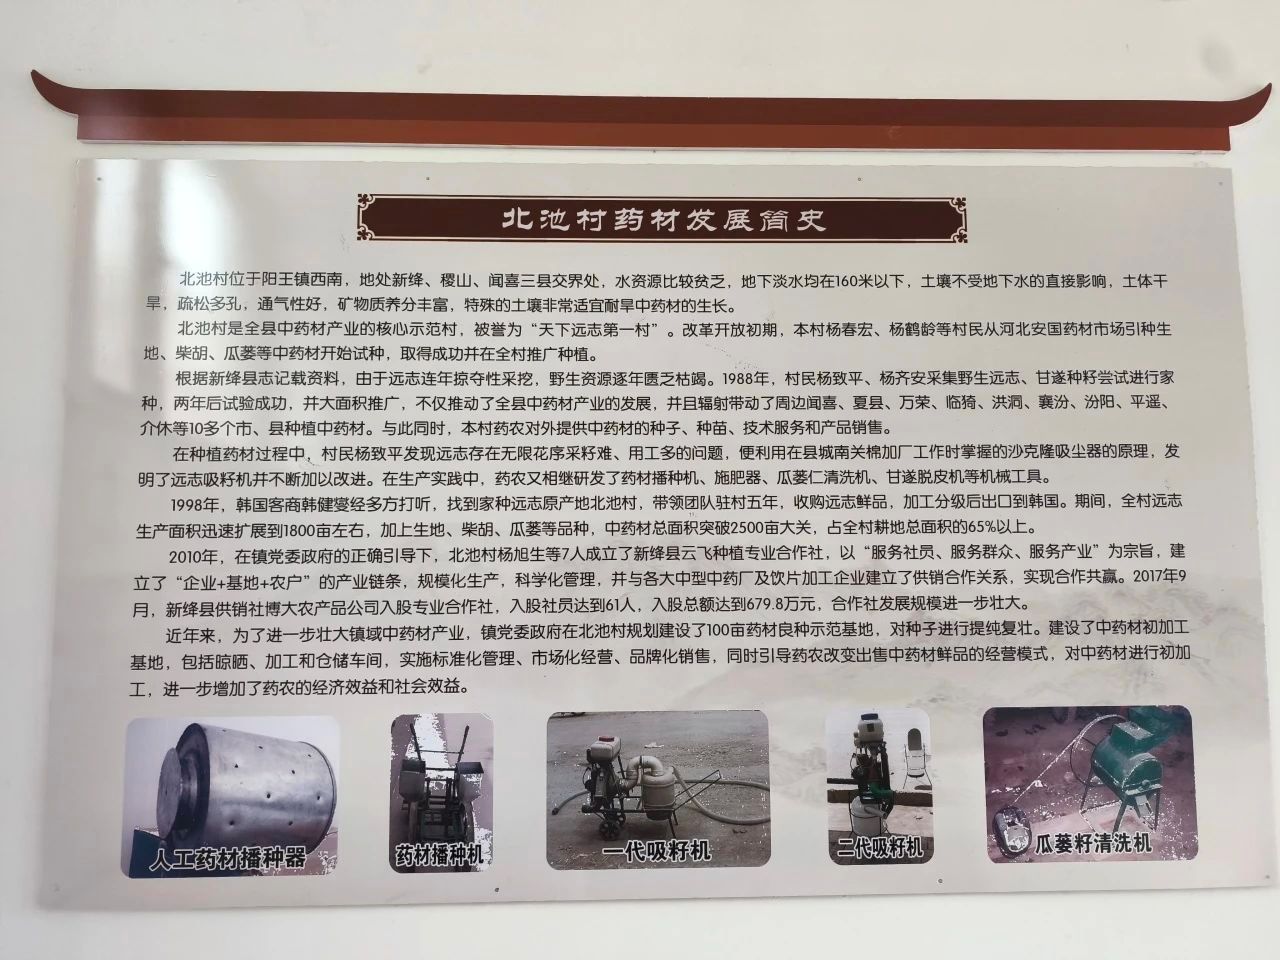 北池村药材发展简史
北池村位于阳王镇西南，地处新绛、稷山、闻喜三县交界处，水资源比较贫乏，地下淡水均在160米以下，土壤不受地下水的直接影响，土体干
旱，疏松多孔，通气性好，矿物质养分丰富，特殊的土壤非常适宜耐旱中药材的生长。
北池村是全县中药材产业的核心示范村，被誉为“天下远志第一村”。改革开放初期，本村杨春宏、杨鹤龄等村民从河北安国药材市场引种生
地、柴胡、瓜蒌等中药材开始试种，取得成功并在全村推广种植。
根据新绛县志记载资料，由于远志连年掠夺性采挖，野生资源逐年匮乏枯竭。1988年，村民杨致平、杨齐安采集野生远志、甘遂种籽尝试进行家
种，两年后试验成功，并大面积推广，不仅推动了全县中药材产业的发展，并且辐射带动了周边闻喜、夏县、万荣、临猗、洪洞、襄汾、汾阳、平遥、
介休等10多个市、县种植中药材。与此同时，本村药农对外提供中药材的种子、种苗、技术服务和产品销售。
在种植药材过程中，村民杨致平发现远志存在无限花序采籽难、用工多的问题，便利用在县城南关棉加厂工作时掌握的沙克隆吸尘器的原理，发
明了远志吸籽机并不断加以改进。在生产实践中，药农又相继研发了药材播种机、施肥器、瓜蒌仁清洗机、甘遂脱皮机等机械工具。
1998年，韩国客商韩健燮经多方打听，找到家种远志原产地北池村，带领团队驻村五年，收购远志鲜品，加工分级后出口到韩国。期间，全村远志
生产面积迅速扩展到1800亩左右，加上生地、柴胡、瓜蒌等品种，中药材总面积突破2500亩大关，占全村耕地总面积的65%以上。
2010年，在镇党委政府的正确引导下，北池村杨旭生等7人成立了新绛县云飞种植专业合作社，以“服务社员、服务群众、服务产业”为宗旨，建
立了“企业+基地+农户”的产业链条，规模化生产，科学化管理，并与各大中型中药厂及饮片加工企业建立了供销合作关系，实现合作共赢。2017年9
月，新绛县供销社博大农产品公司入股专业合作社，入股社员达到61人，入股总额达到679.8万元，合作社发展规模进一步壮大。
近年来，为了进一步壮大镇域中药材产业，镇党委政府在北池村规划建设了100亩药材良种示范基地，对种子进行提纯复壮。建设了中药材初加工
基地，包括晾晒、加工和仓储车间，实施标准化管理、市场化经营、品牌化销售，同时引导药农改变出售中药材鲜品的经营模式，对中药材进行初加
工，进一步增加了药农的经济效益和社会效益。
人工药材播种器
药材播种机
一代吸籽机
二代吸籽机
瓜蒌籽清洗机